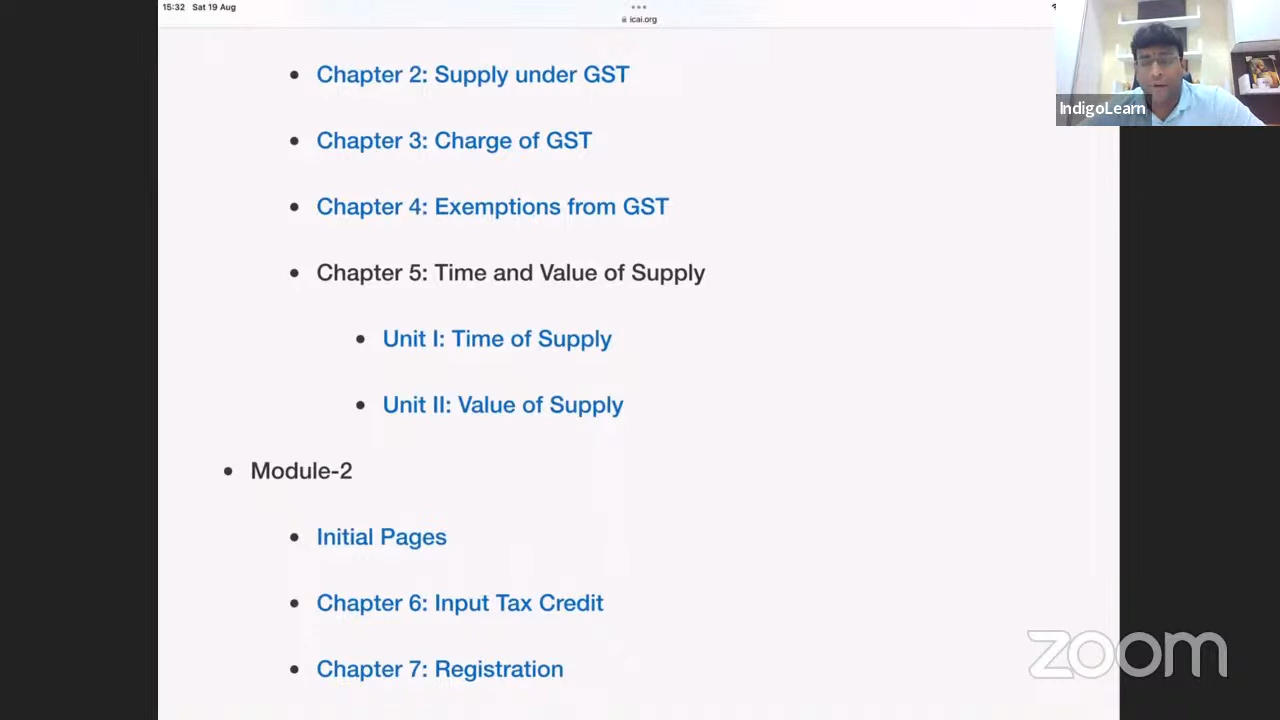 15:32 Sat 19 Aug
icai.org
IndigoLearn
Chapter 2: Supply under GST
Chapter 3: Charge of GST
Chapter 4: Exemptions from GST
Chapter 5: Time and Value of Supply
Unit I: Time of Supply
Unit II: Value of Supply
Module-2
Initial Pages
Chapter 6: Input Tax Credit
Chapter 7: Registration
zoom